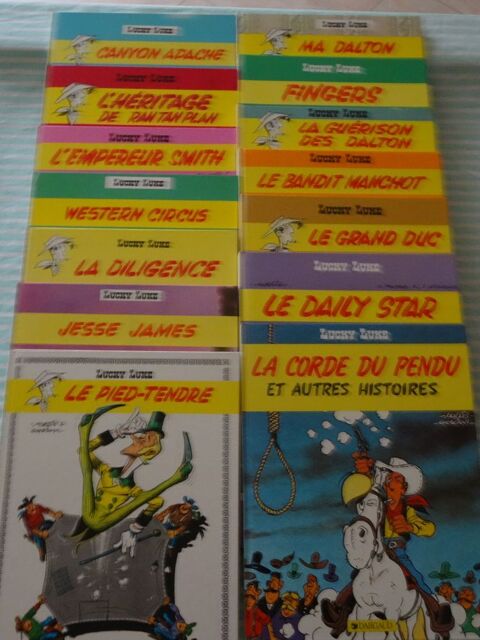 LUCKY LUKE
CANYON APACHE
LUCKY LUKE
L'HÉRITAGE
DE RANTANPLAN
LUCKY LUKE
L'EMPEREUR SMITH
LUCKY LUKE
WESTERN CIRCUS
LUCKY LUKE
LA DILIGENCE
LUCKY LUKE
JESSE JAMES
LUCKY LUKE
LE PIED-TENDRE
LUCKY LUKE
MA DALTON
LUCKY LUKE
FINGERS
LUCKY LUKE
LA GUÉRISON
DES DALTON
LUCKY LUKE
LE BANDIT MANCHOT
LUCKY LUKE
LE GRAND DUC
LUCKY LUKE
LE DAILY STAR
LUCKY LUKE
LA CORDE DU PENDU
ET AUTRES HISTOIRES
DARGAUD